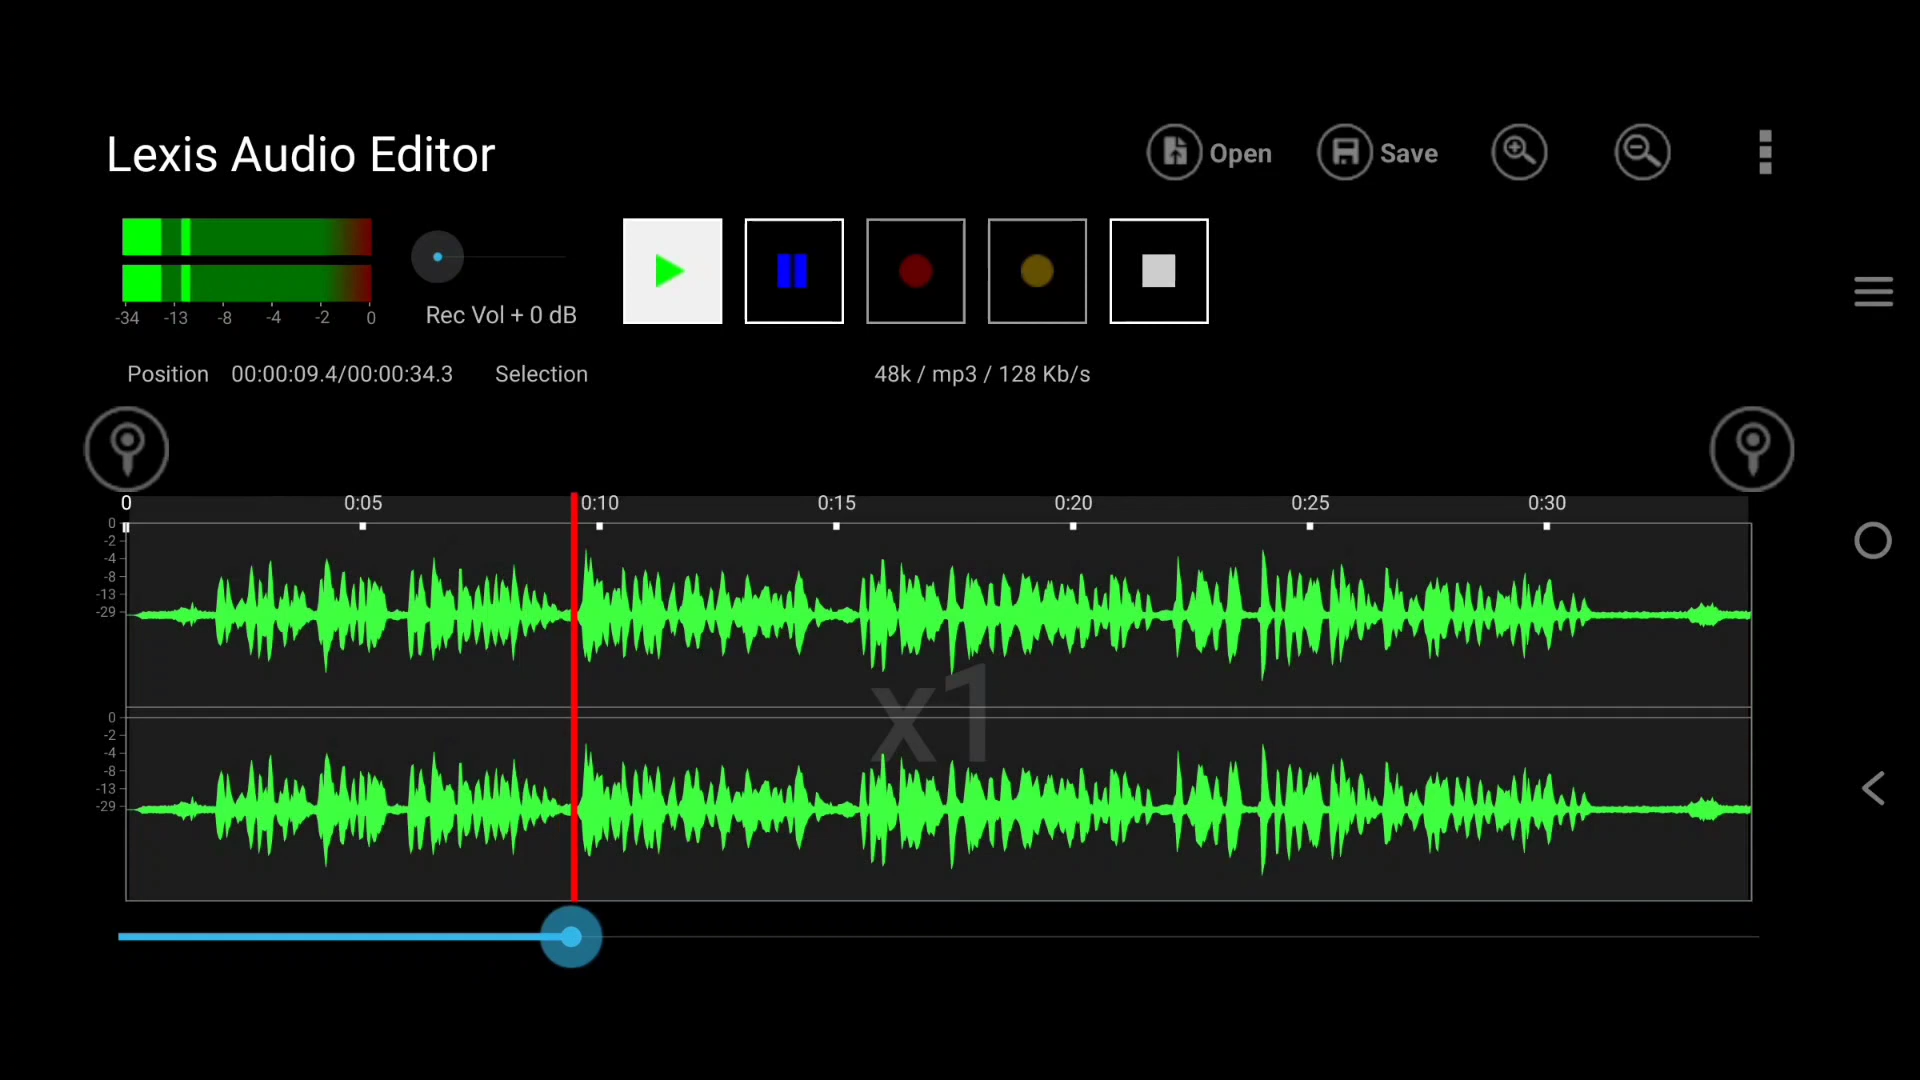 Lexis Audio Editor
Open
Save
-34 -13 -8 -4 -2 0
Rec Vol + 0 dB
Position 00:00:09.4/00:00:34.3 Selection 48k / mp3 / 128 Kb/s
0 0:05 0:10 0:15 0:20 0:25 0:30
0
-2
-4
-8
-13
-29
x1
0
-2
-4
-8
-13
-29